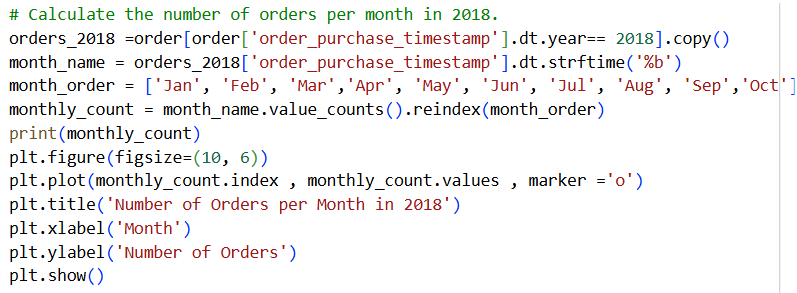 # Calculate the number of orders per month in 2018.
orders_2018 =order[order['order_purchase_timestamp'].dt.year== 2018].copy()
month_name = orders_2018['order_purchase_timestamp'].dt.strftime('%b')
month_order = ['Jan', 'Feb', 'Mar','Apr', 'May', 'Jun', 'Jul', 'Aug', 'Sep','Oct']
monthly_count = month_name.value_counts().reindex(month_order)
print(monthly_count)
plt.figure(figsize=(10, 6))
plt.plot(monthly_count.index , monthly_count.values , marker ='o')
plt.title('Number of Orders per Month in 2018')
plt.xlabel('Month')
plt.ylabel('Number of Orders')
plt.show()